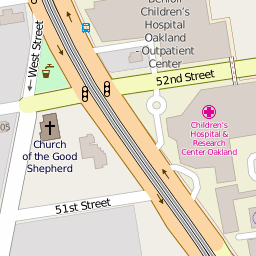 Benioff
Children's
Hospital
Oakland
- Outpatient
Center
West Street
52nd Street
Children's
Hospital &
Research
Center Oakland
05
Church
of the Good
Shepherd
51st Street